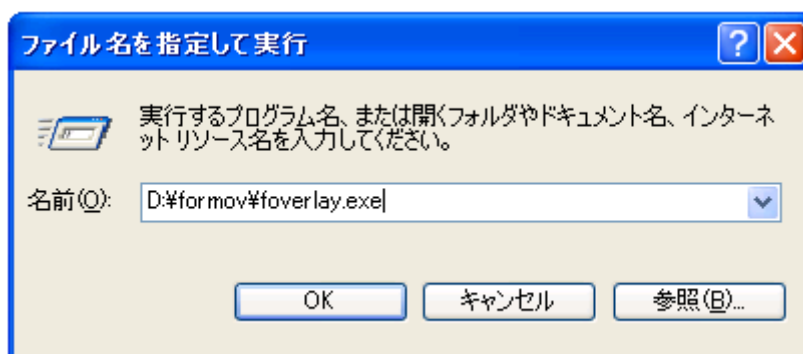 ファイル名を指定して実行
実行するプログラム名、または開くフォルダやドキュメント名、インターネ
ット リソース名を入力してください。
名前(O):
D:¥formov¥foverlay.exe
OK
キャンセル
参照(B)...